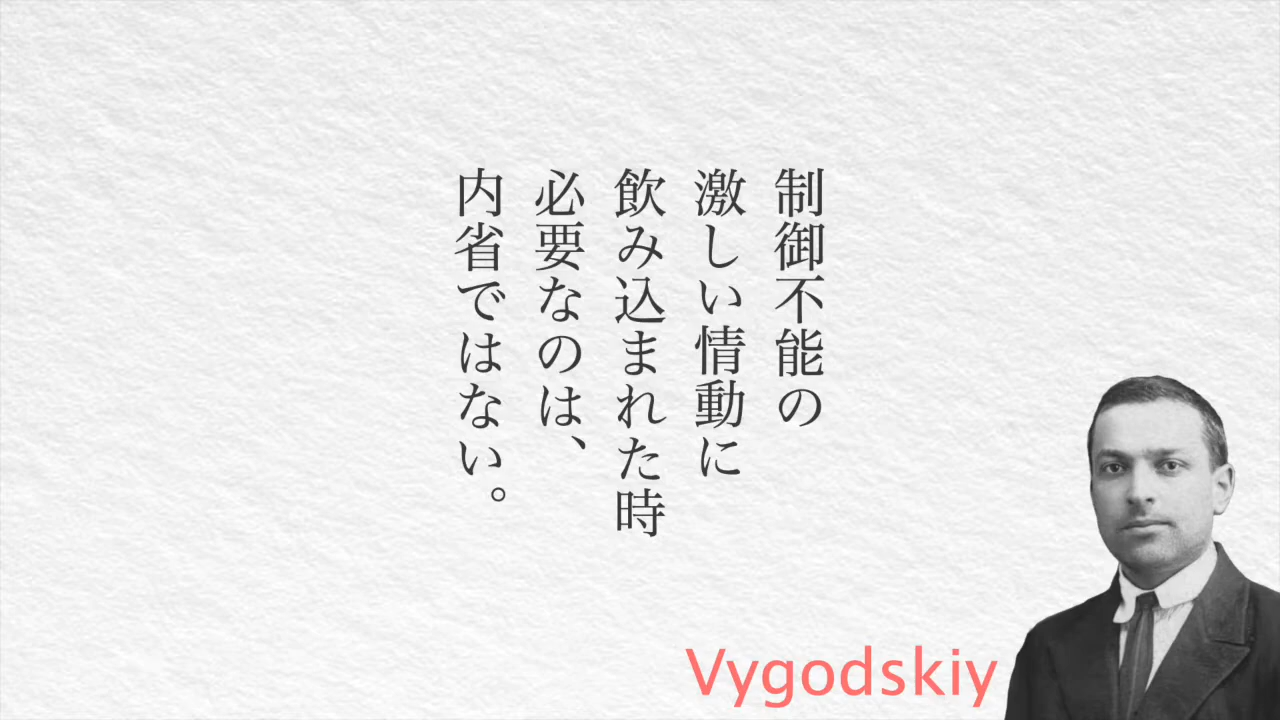 制御不能の
激しい情動に
飲み込まれた時
必要なのは、
内省ではない。
Vygodskiy